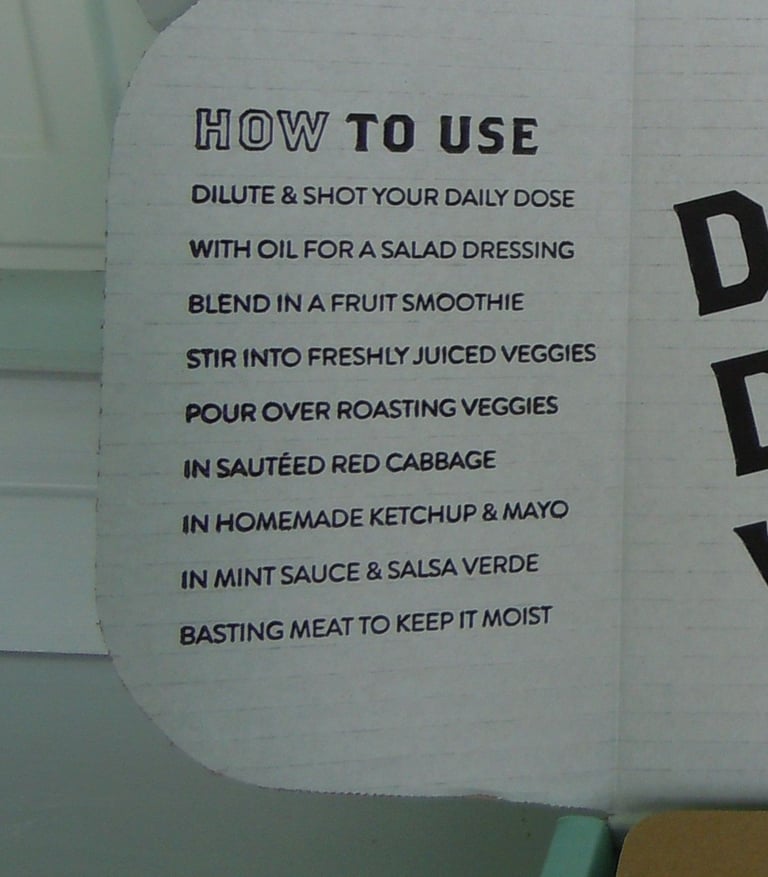 HOW TO USE
DILUTE & SHOT YOUR DAILY DOSE
WITH OIL FOR A SALAD DRESSING
BLEND IN A FRUIT SMOOTHIE
STIR INTO FRESHLY JUICED VEGGIES
POUR OVER ROASTING VEGGIES
IN SAUTÉED RED CABBAGE
IN HOMEMADE KETCHUP & MAYO
IN MINT SAUCE & SALSA VERDE
BASTING MEAT TO KEEP IT MOIST